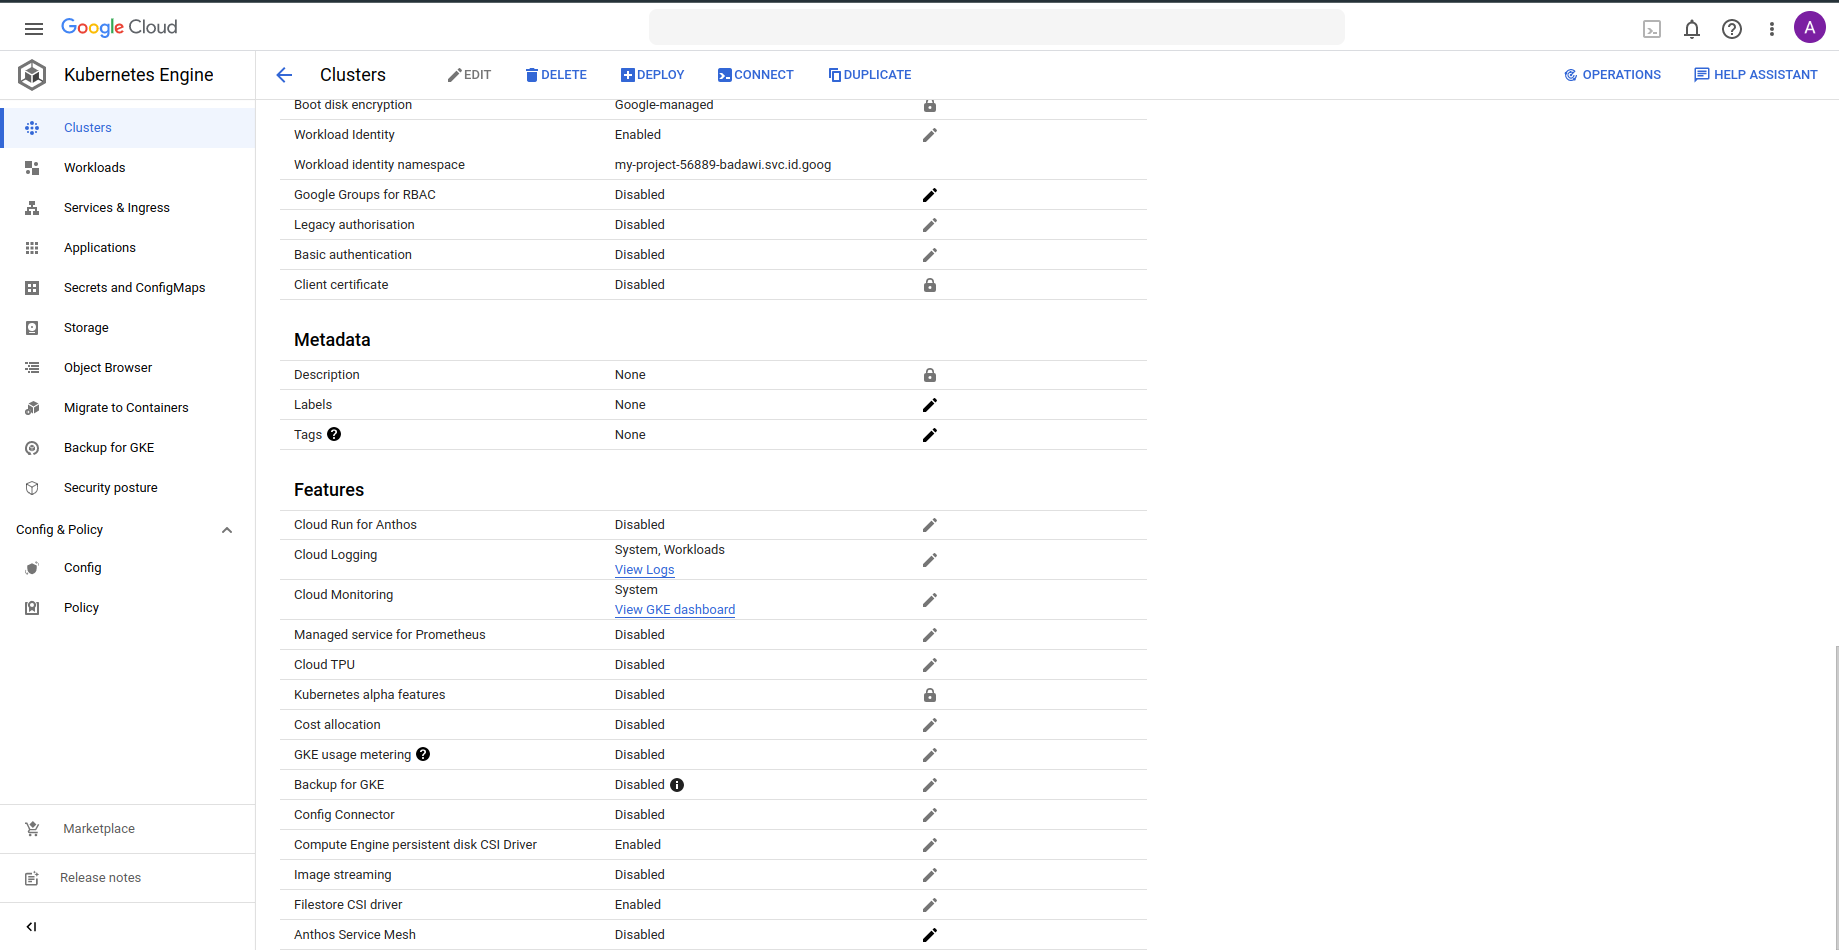 Google Cloud
A
Kubernetes Engine
Clusters
EDIT
DELETE
DEPLOY
CONNECT
DUPLICATE
OPERATIONS
HELP ASSISTANT
Clusters
Workloads
Services & Ingress
Applications
Secrets and ConfigMaps
Storage
Object Browser
Migrate to Containers
Backup for GKE
Security posture
Config & Policy
Config
Policy
Marketplace
Release notes
Boot disk encryption Google-managed
Workload Identity Enabled
Workload identity namespace my-project-56889-badawi.svc.id.goog
Google Groups for RBAC Disabled
Legacy authorisation Disabled
Basic authentication Disabled
Client certificate Disabled
Metadata
Description None
Labels None
Tags None
Features
Cloud Run for Anthos Disabled
Cloud Logging System, Workloads
View Logs
Cloud Monitoring System
View GKE dashboard
Managed service for Prometheus Disabled
Cloud TPU Disabled
Kubernetes alpha features Disabled
Cost allocation Disabled
GKE usage metering Disabled
Backup for GKE Disabled
Config Connector Disabled
Compute Engine persistent disk CSI Driver Enabled
Image streaming Disabled
Filestore CSI driver Enabled
Anthos Service Mesh Disabled